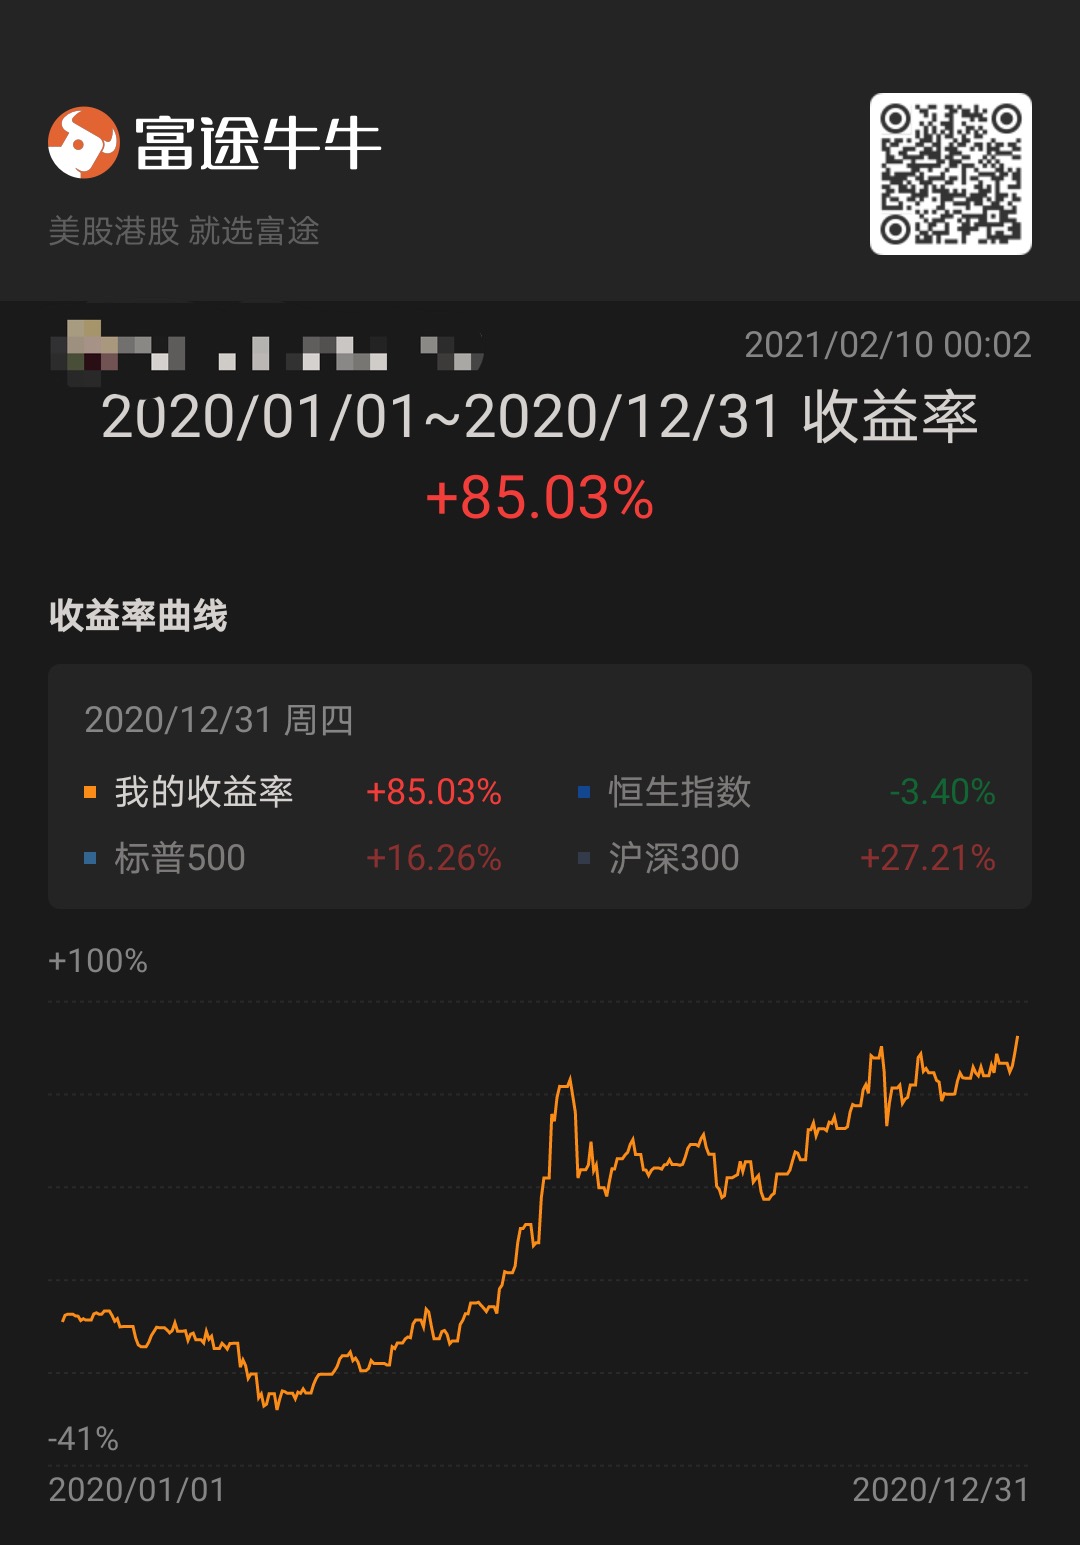 富途牛牛
美股港股 就选富途
2021/02/10 00:02
2020/01/01~2020/12/31 收益率
+85.03%
收益率曲线
2020/12/31 周四
我的收益率 +85.03% 恒生指数 -3.40%
标普500 +16.26% 沪深300 +27.21%
+100%
-41%
2020/01/01 2020/12/31